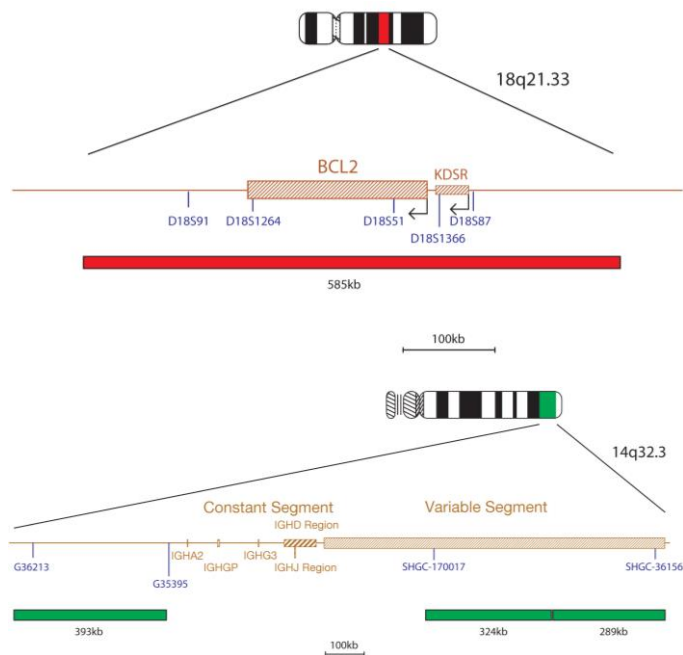 18q21.33
BCL2
KDSR
D18S91
D18S1264
D18S51
D18S87
D18S1366
585kb
100kb
14q32.3
Constant Segment
Variable Segment
IGHD Region
IGHA2
IGHG3
IGHGP
IGHJ Region
G36213
SHGC-170017
SHGC-36156
G35395
393kb
324kb
289kb
100kb